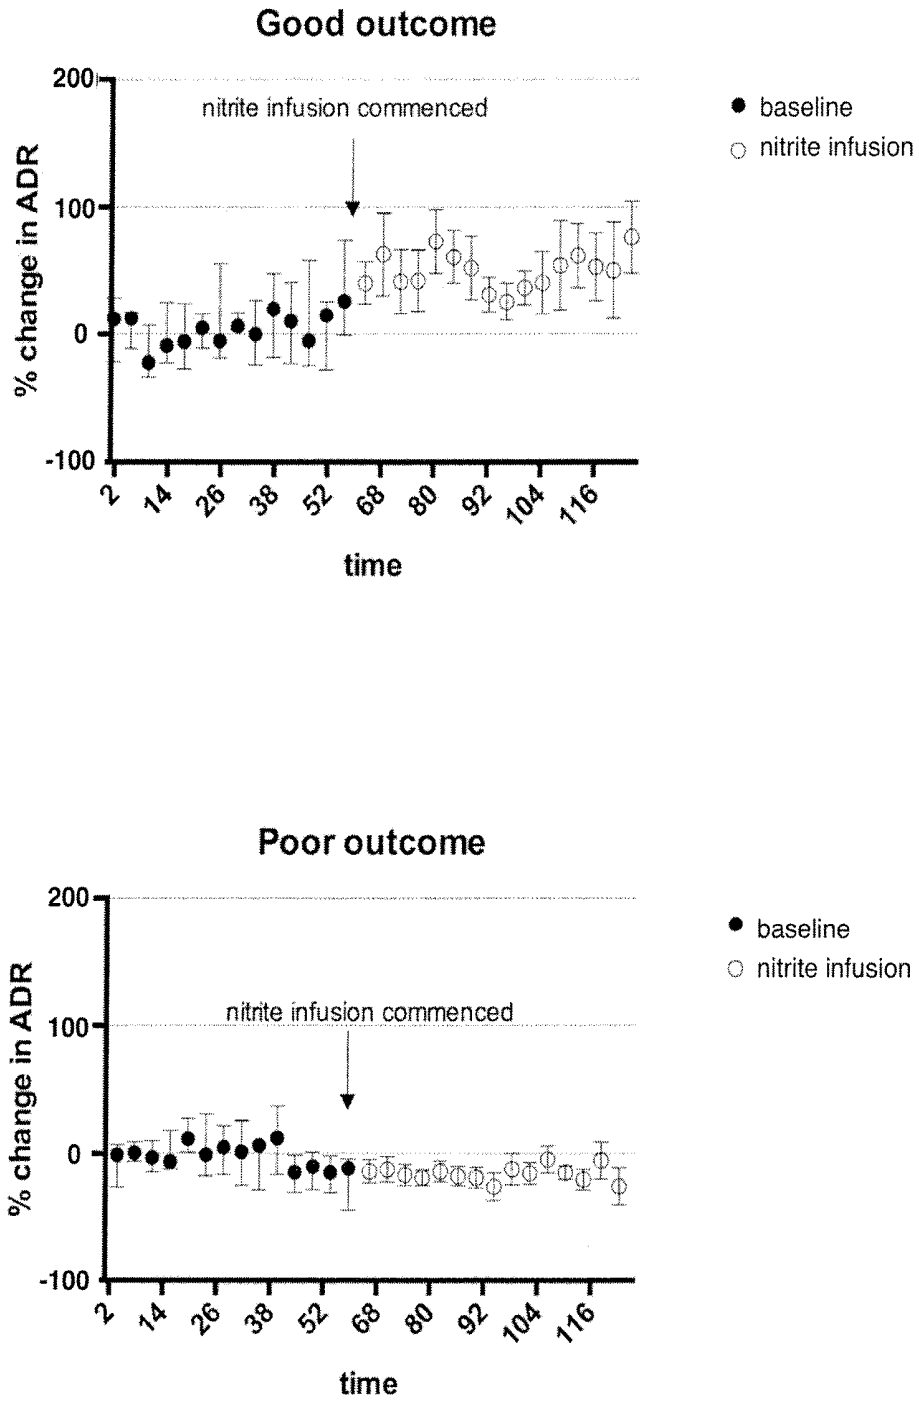 Good outcome
200
nitrite infusion commenced
baseline
nitrite infusion
% change in ADR
100
0
-100
2 14 26 38 52 68 80 92 104 116
time
Poor outcome
200
baseline
nitrite infusion
nitrite infusion commenced
% change in ADR
100
0
-100
2 14 26 38 52 68 80 92 104 116
time